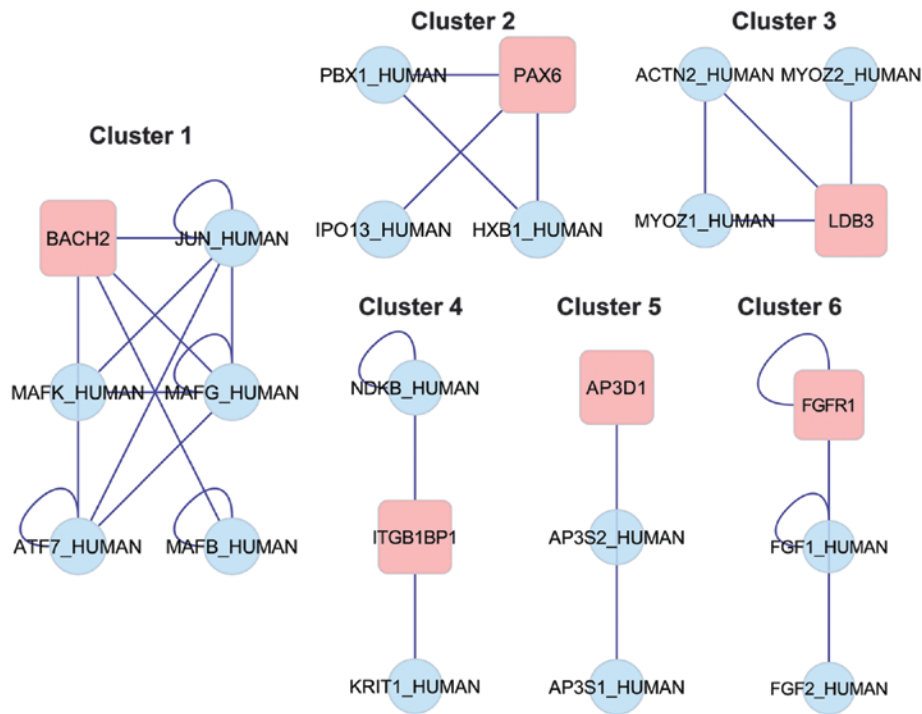 Cluster 1
BACH2
JUN_HUMAN
MAFK_HUMAN
MAFG_HUMAN
ATF7_HUMAN
MAFB_HUMAN
Cluster 2
PBX1_HUMAN
PAX6
IPO13_HUMAN
HXB1_HUMAN
Cluster 3
ACTN2_HUMAN
MYOZ2_HUMAN
MYOZ1_HUMAN
LDB3
Cluster 4
NDKB_HUMAN
ITGB1BP1
KRIT1_HUMAN
Cluster 5
AP3D1
AP3S2_HUMAN
AP3S1_HUMAN
Cluster 6
FGFR1
FGF1_HUMAN
FGF2_HUMAN